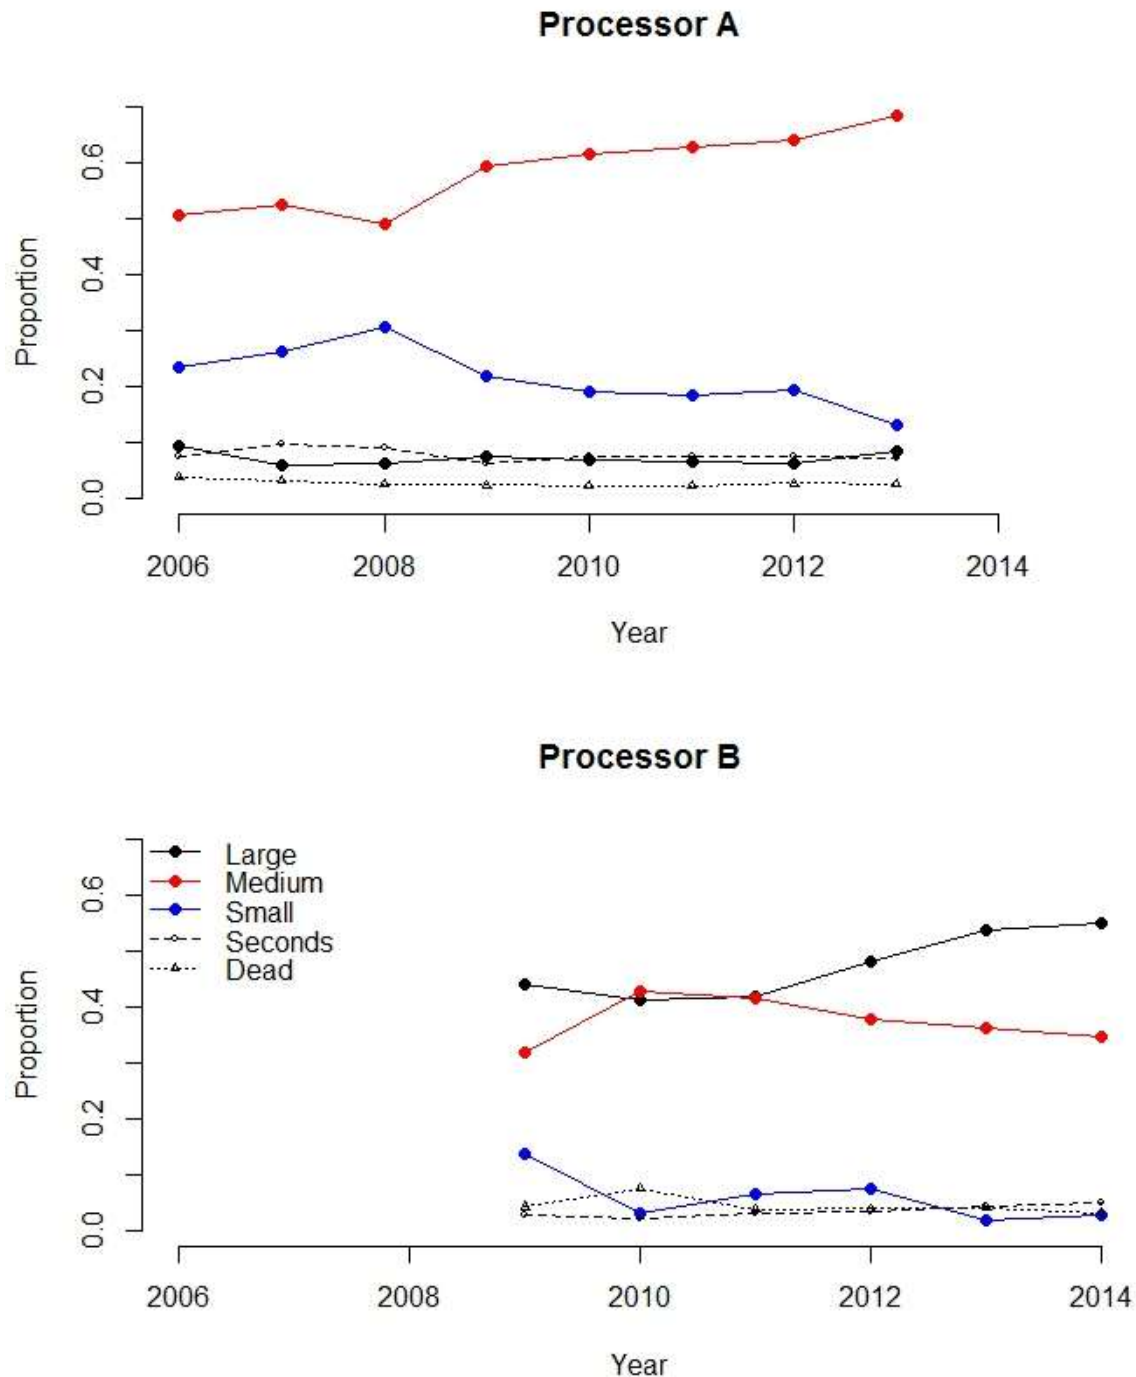 Processor A
Proportion
0.6
0.4
0.2
0.0
2006 2008 2010 2012 2014
Year
Processor B
Proportion
0.6
0.4
0.2
0.0
Large
Medium
Small
Seconds
Dead
2006 2008 2010 2012 2014
Year